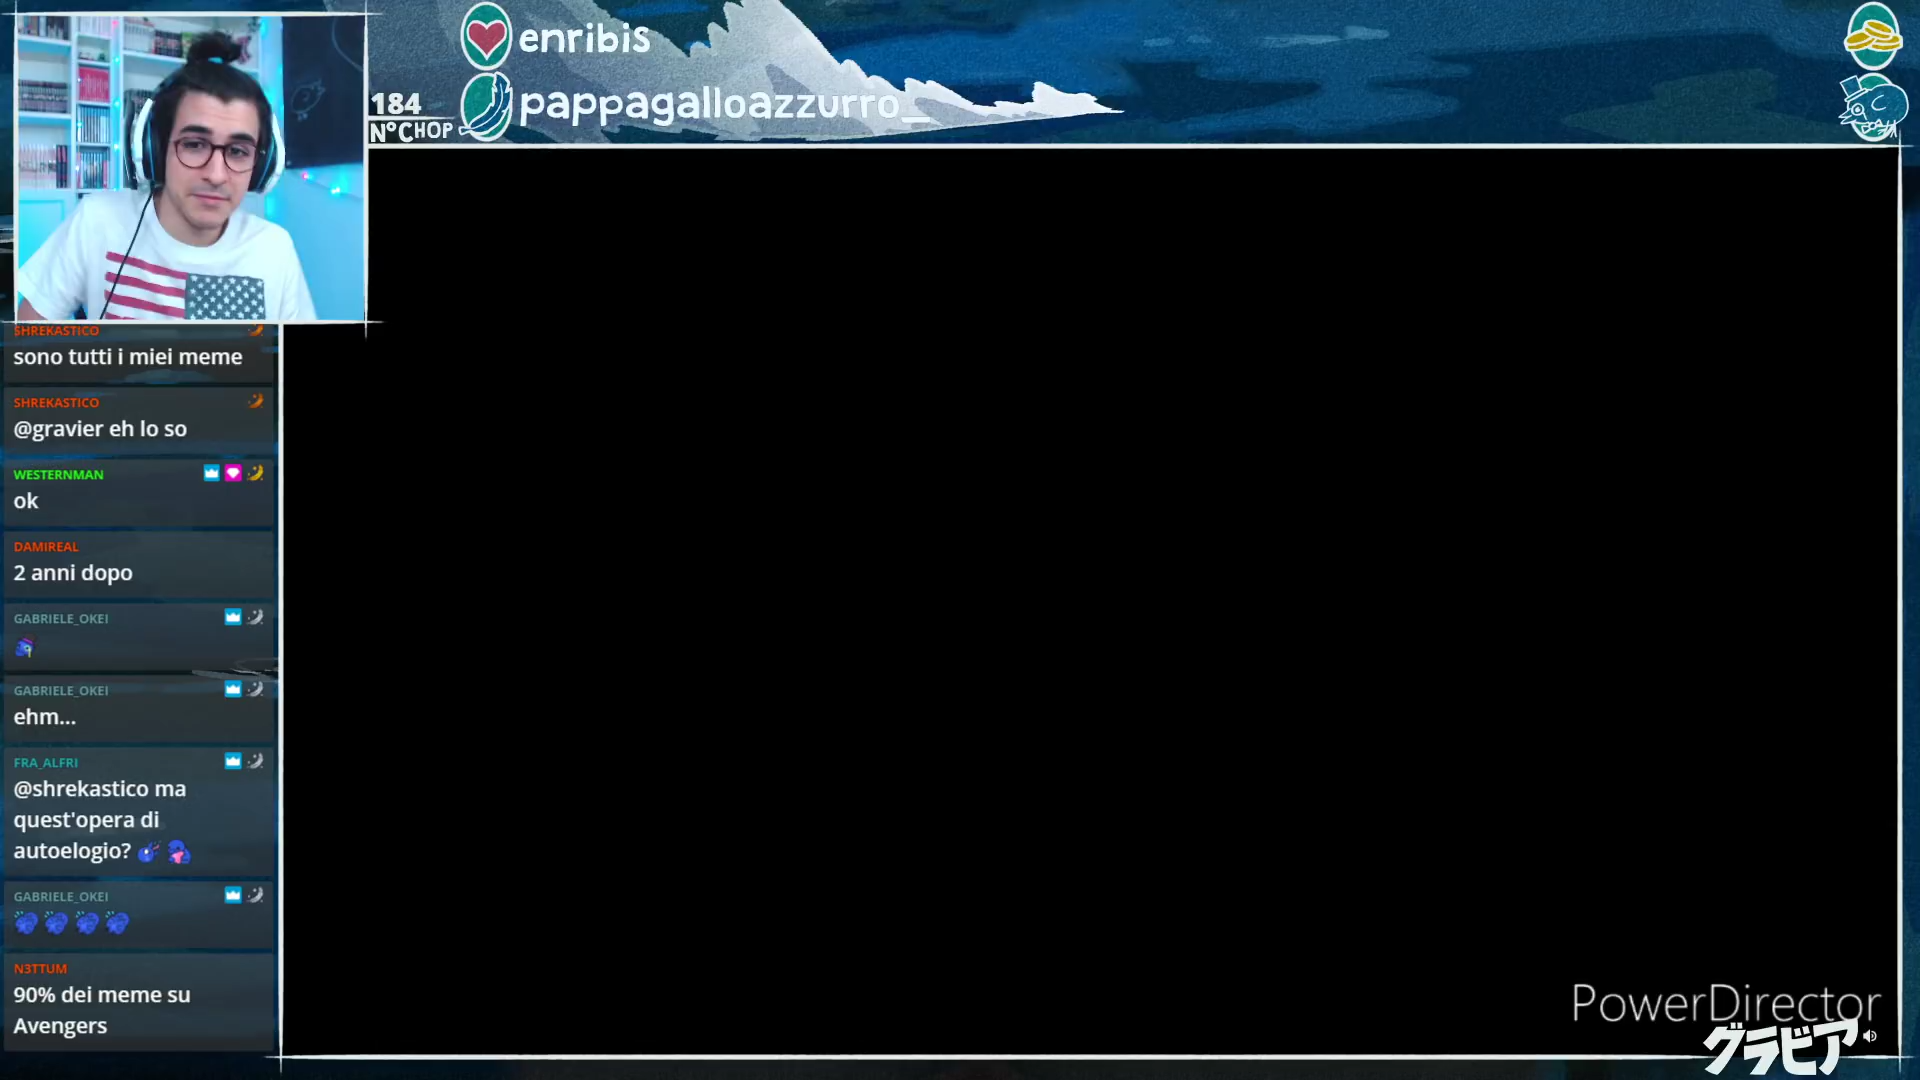 enribis
184
N°CHOP
pappagalloazzurro_
SHREKASTICO
sono tutti i miei meme
SHREKASTICO
@gravier eh lo so
WESTERNMAN
ok
DAMIREAL
2 anni dopo
GABRIELE_OKEI
GABRIELE_OKEI
ehm...
FRA_ALFRI
@shrekastico ma
quest'opera di
autoelogio?
GABRIELE_OKEI
N3TTUM
90% dei meme su
Avengers
PowerDirector
グラビア